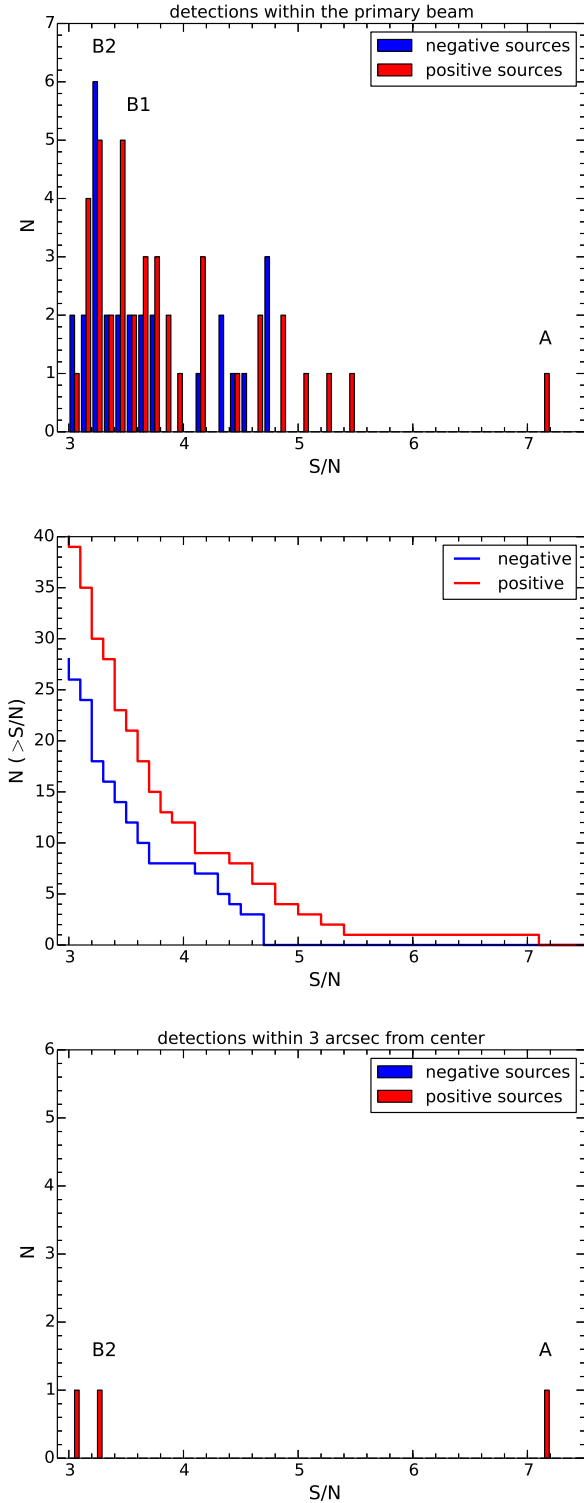 detections within the primary beam
7
6
5
4
3
2
1
0
N
B2
B1
A
negative sources
positive sources
3 4 5 6 7
S/N
40
35
30
25
20
15
10
5
0
N ( >S/N)
negative
positive
3 4 5 6 7
S/N
detections within 3 arcsec from center
6
5
4
3
2
1
0
N
negative sources
positive sources
B2
A
3 4 5 6 7
S/N